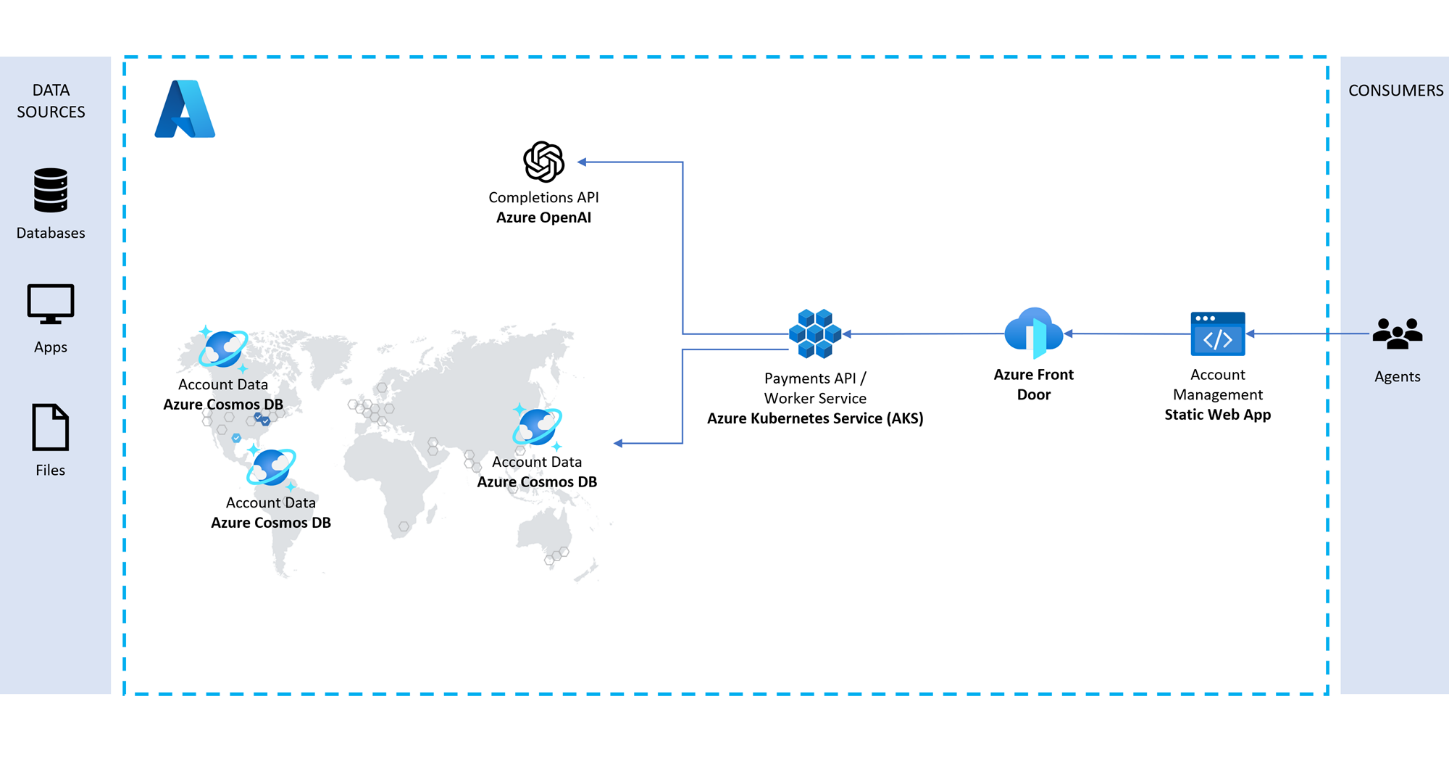 DATA
SOURCES
Databases
Apps
Files
Completions API
Azure OpenAI
Account Data
Azure Cosmos DB
Account Data
Azure Cosmos DB
Account Data
Azure Cosmos DB
Payments API /
Worker Service
Azure Kubernetes Service (AKS)
Azure Front
Door
Account
Management
Static Web App
CONSUMERS
Agents